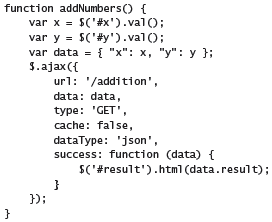 function addNumbers() {
    var x = $('#x').val();
    var y = $('#y').val();
    var data = { "x": x, "y": y };
    $.ajax({
        url: '/addition',
        data: data,
        type: 'GET',
        cache: false,
        dataType: 'json',
        success: function (data) {
            $('#result').html(data.result);
        }
    });
}